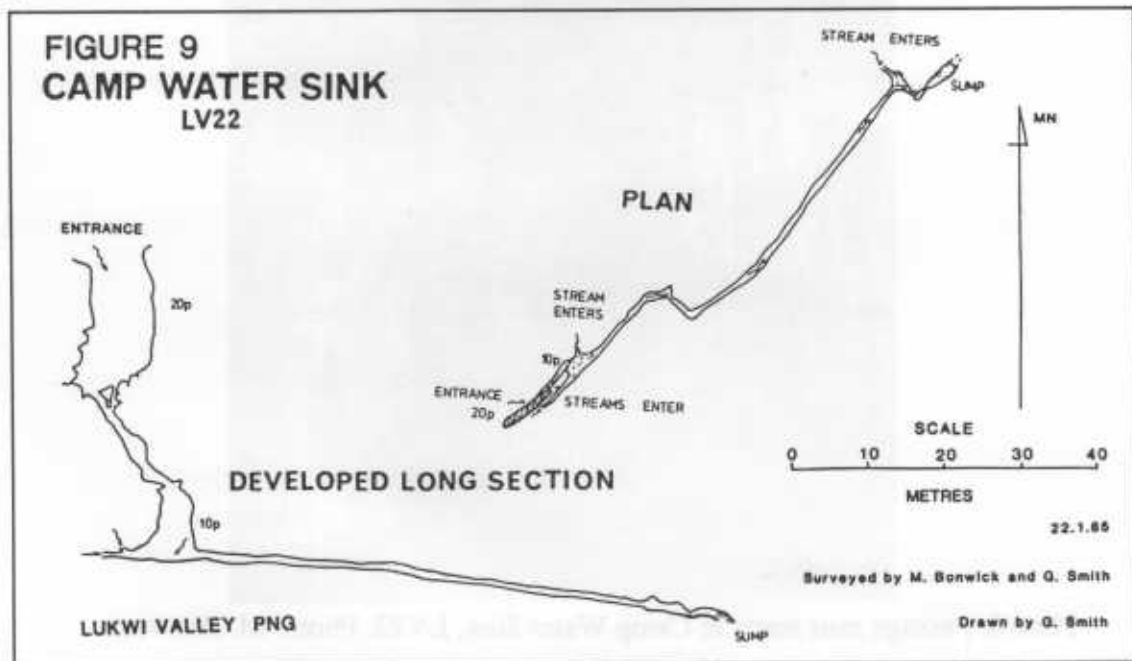 FIGURE 9
CAMP WATER SINK
LV22
STREAM ENTERS
SUMP
MN
PLAN
ENTRANCE
20p
STREAM
ENTERS
10p
ENTRANCE
20p
STREAMS ENTER
SCALE
0 10 20 30 40
METRES
DEVELOPED LONG SECTION
10p
22.1.85
Surveyed by M. Bonwick and G. Smith
LUKWI VALLEY PNG
SUMP
Drawn by G. Smith